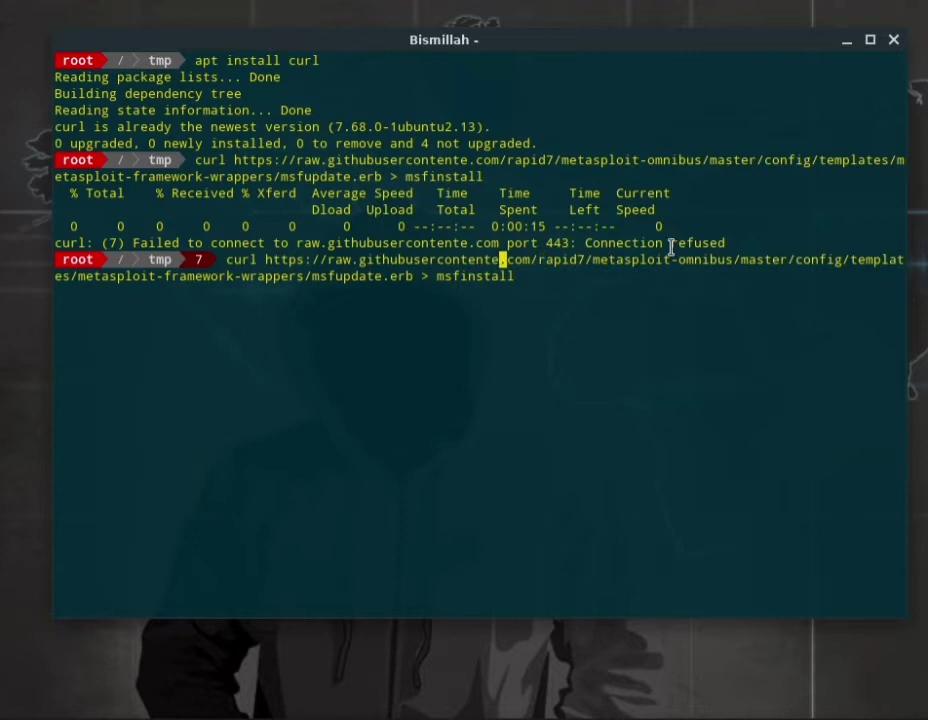 Bismillah -
root / tmp apt install curl
Reading package lists... Done
Building dependency tree
Reading state information... Done
curl is already the newest version (7.68.0-1ubuntu2.13).
0 upgraded, 0 newly installed, 0 to remove and 4 not upgraded.
root / tmp curl https://raw.githubusercontente.com/rapid7/metasploit-omnibus/master/config/templates/m
etasploit-framework-wrappers/msfupdate.erb > msfinstall
% Total % Received % Xferd Average Speed Time Time Time Current
Dload Upload Total Spent Left Speed
0 0 0 0 0 0 0 0 --:--:-- 0:00:15 --:--:-- 0
curl: (7) Failed to connect to raw.githubusercontente.com port 443: Connection refused
root / tmp 7 curl https://raw.githubusercontente.com/rapid7/metasploit-omnibus/master/config/templat
es/metasploit-framework-wrappers/msfupdate.erb > msfinstall